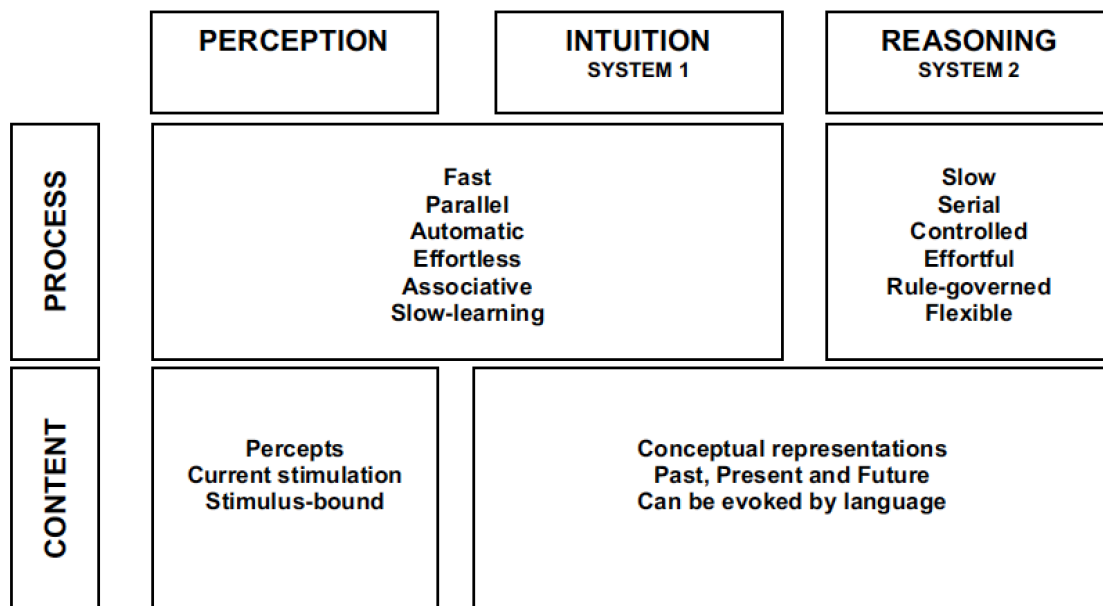 PERCEPTION
INTUITION
SYSTEM 1
REASONING
SYSTEM 2
PROCESS
Fast
Parallel
Automatic
Effortless
Associative
Slow-learning
Slow
Serial
Controlled
Effortful
Rule-governed
Flexible
CONTENT
Percepts
Current stimulation
Stimulus-bound
Conceptual representations
Past, Present and Future
Can be evoked by language